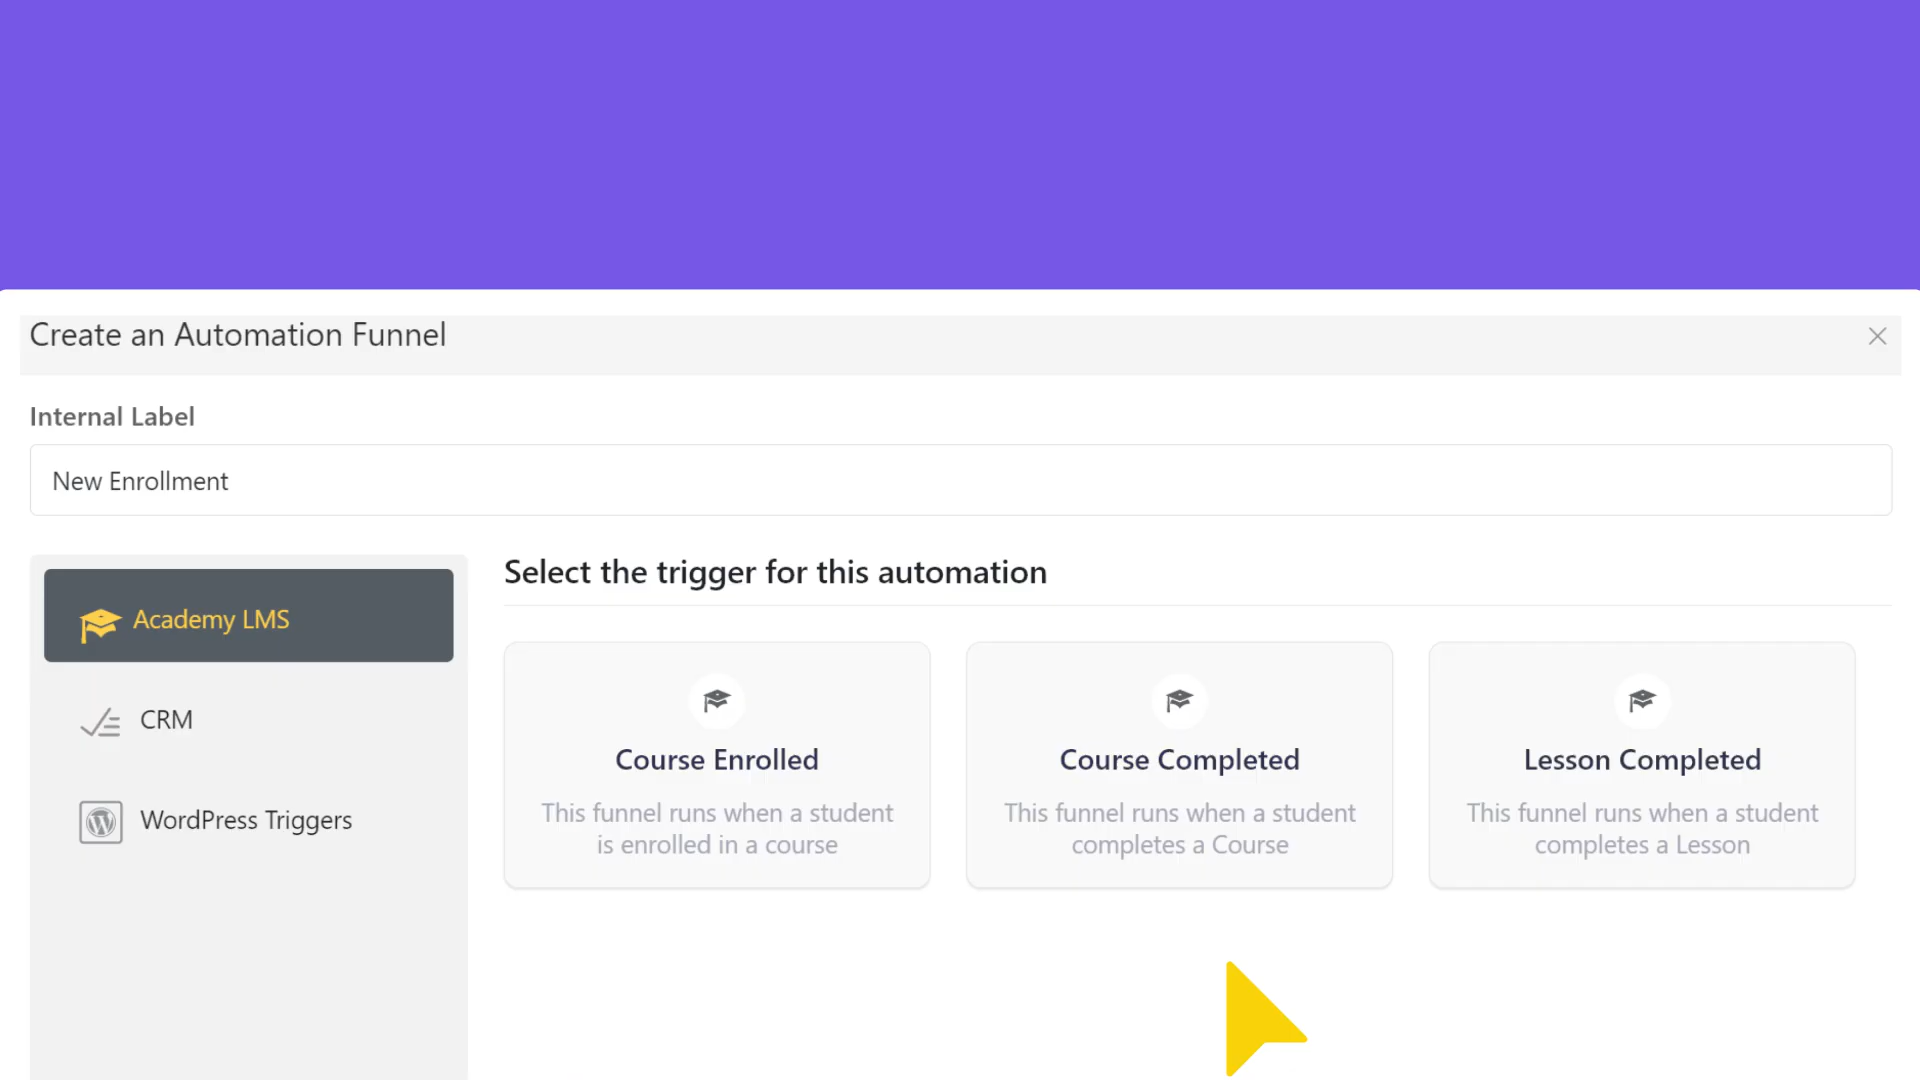 Create an Automation Funnel
Internal Label
New Enrollment
Academy LMS
CRM
WordPress Triggers
Select the trigger for this automation
Course Enrolled
This funnel runs when a student
is enrolled in a course
Course Completed
This funnel runs when a student
completes a Course
Lesson Completed
This funnel runs when a student
completes a Lesson